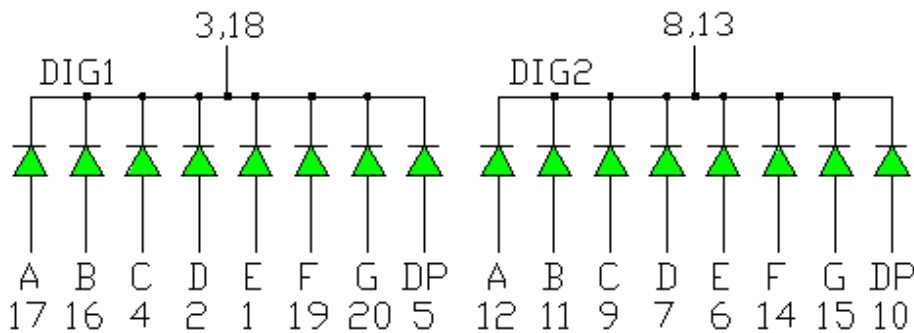 3,18 8,13
DIG1 DIG2
A B C D E F G DP A B C D E F G DP
17 16 4 2 1 19 20 5 12 11 9 7 6 14 15 10